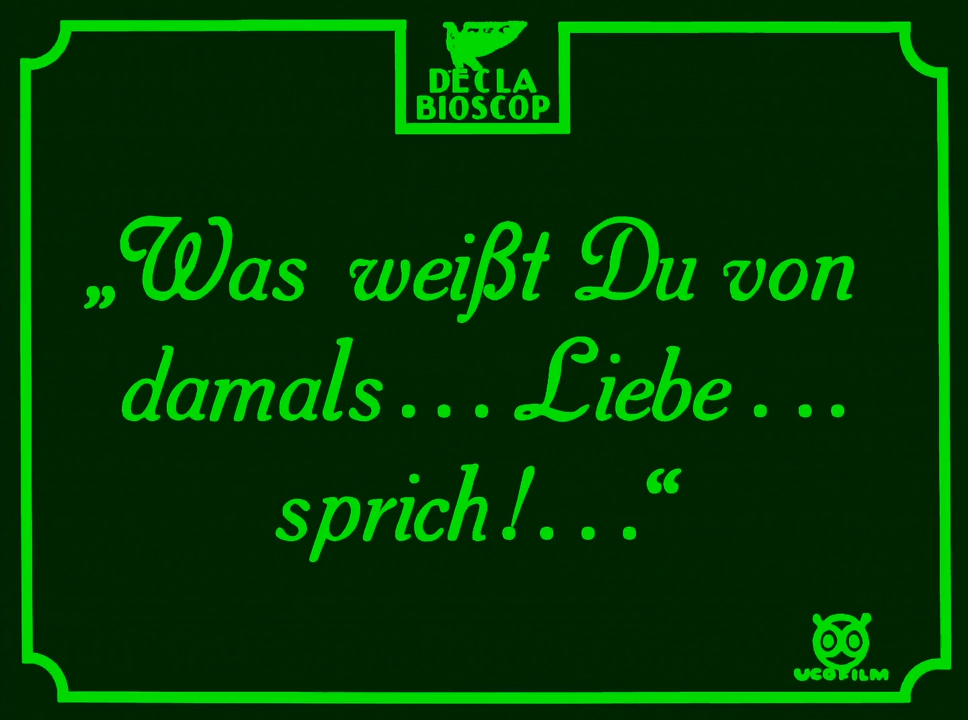 DECLA
BIOSCOP
„Was weißt Du von
damals... Liebe...
sprich!...“
UCOFILM